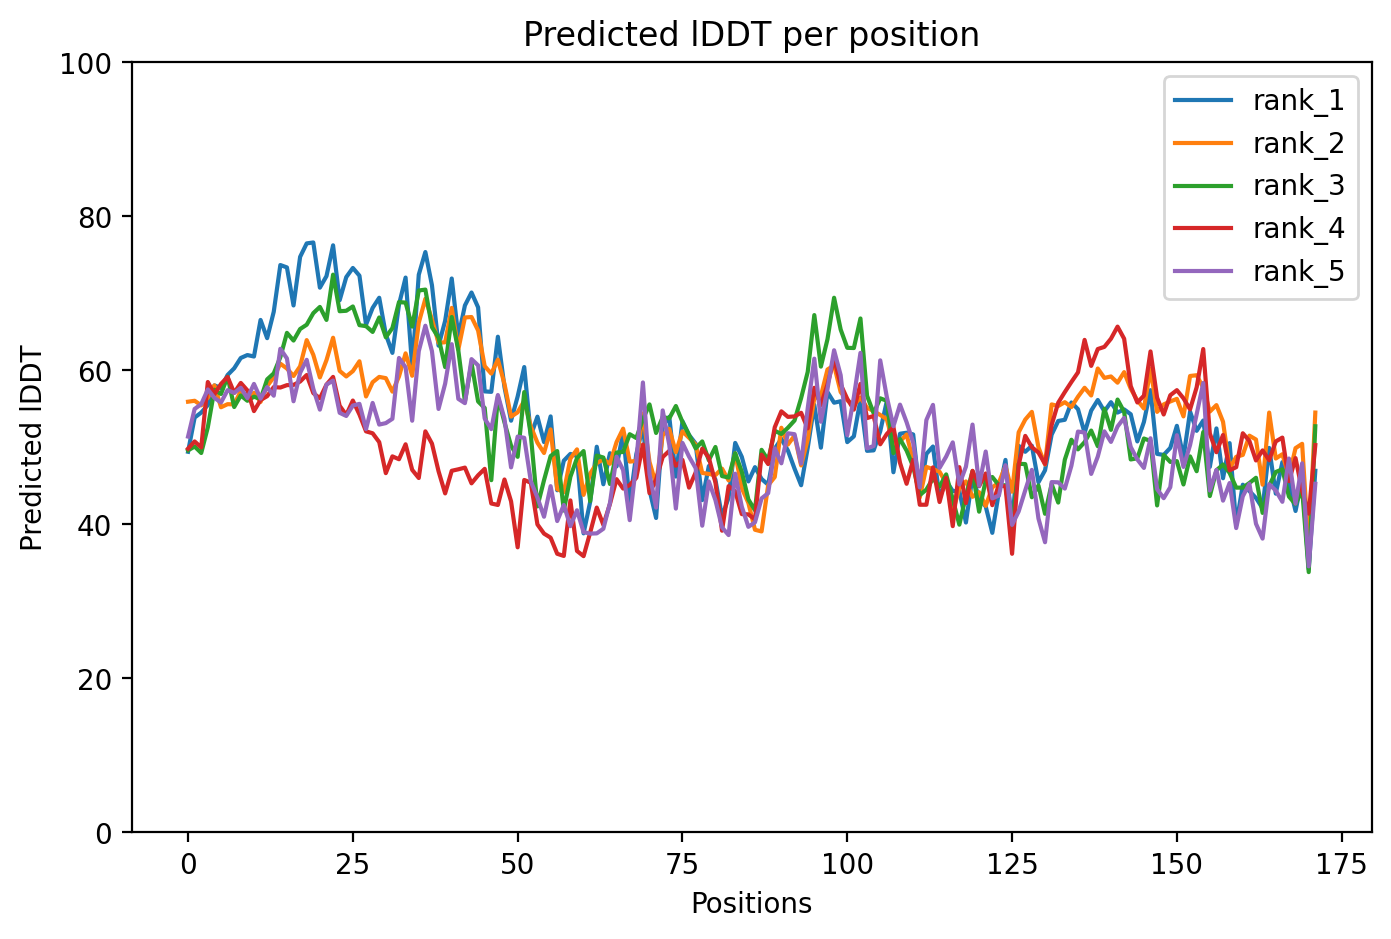 Predicted lDDT per position
100
80
60
40
20
0
Predicted lDDT
0 25 50 75 100 125 150 175
Positions
rank_1
rank_2
rank_3
rank_4
rank_5